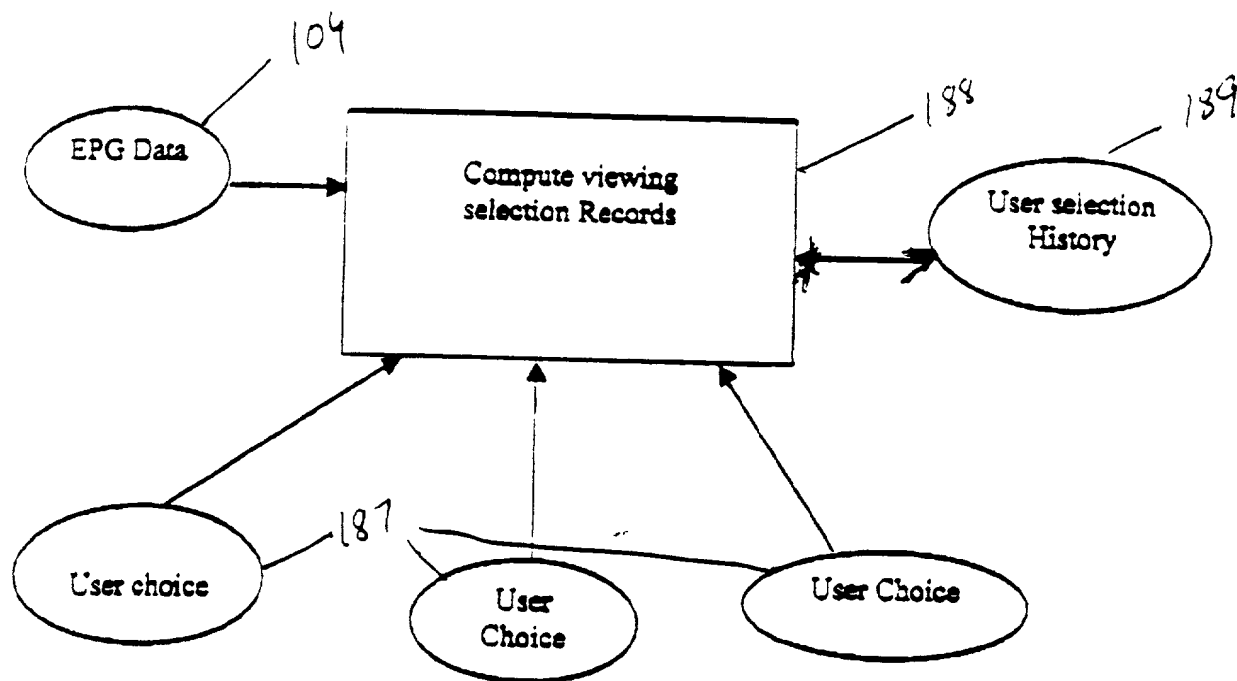 104
EPG Data
188
189
Compute viewing
selection Records
User selection
History
187
User choice
User
Choice
User Choice